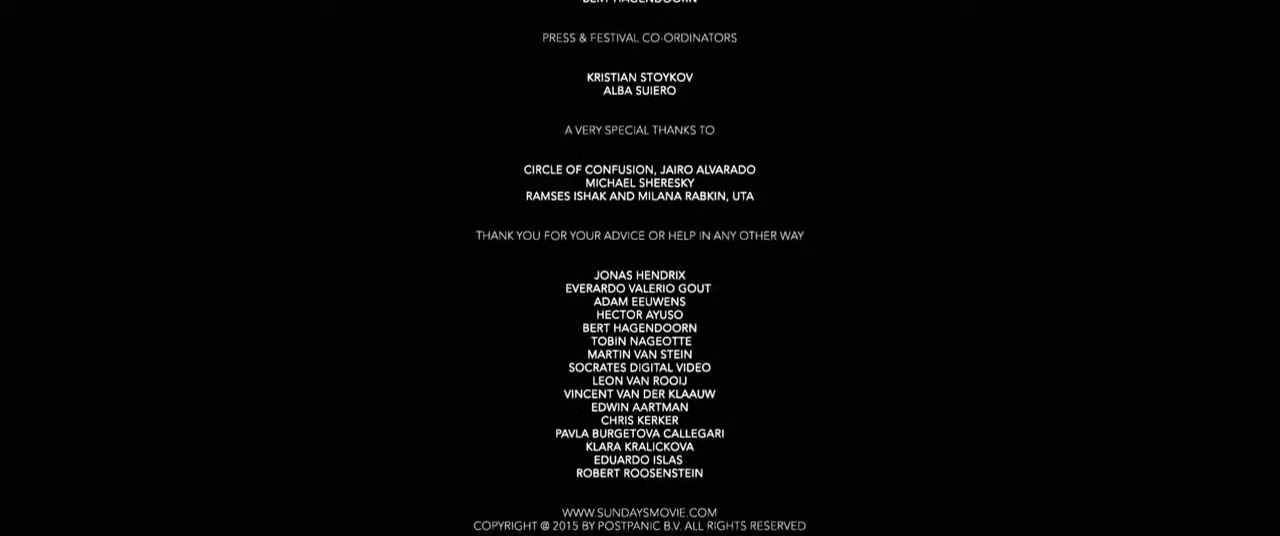 BERT HAGENDOORN
PRESS & FESTIVAL CO-ORDINATORS
KRISTIAN STOYKOV
ALBA SUIERO
A VERY SPECIAL THANKS TO
CIRCLE OF CONFUSION, JAIRO ALVARADO
MICHAEL SHERESKY
RAMSES ISHAK AND MILANA RABKIN, UTA
THANK YOU FOR YOUR ADVICE OR HELP IN ANY OTHER WAY
JONAS HENDRIX
EVERARDO VALERIO GOUT
ADAM EEUWENS
HECTOR AYUSO
BERT HAGENDOORN
TOBIN NAGEOTTE
MARTIN VAN STEIN
SOCRATES DIGITAL VIDEO
LEON VAN ROOIJ
VINCENT VAN DER KLAAUW
EDWIN AARTMAN
CHRIS KERKER
PAVLA BURGETOVA CALLEGARI
KLARA KRALICKOVA
EDUARDO ISLAS
ROBERT ROOSENSTEIN
WWW.SUNDAYSMOVIE.COM
COPYRIGHT @ 2015 BY POSTPANIC B.V. ALL RIGHTS RESERVED